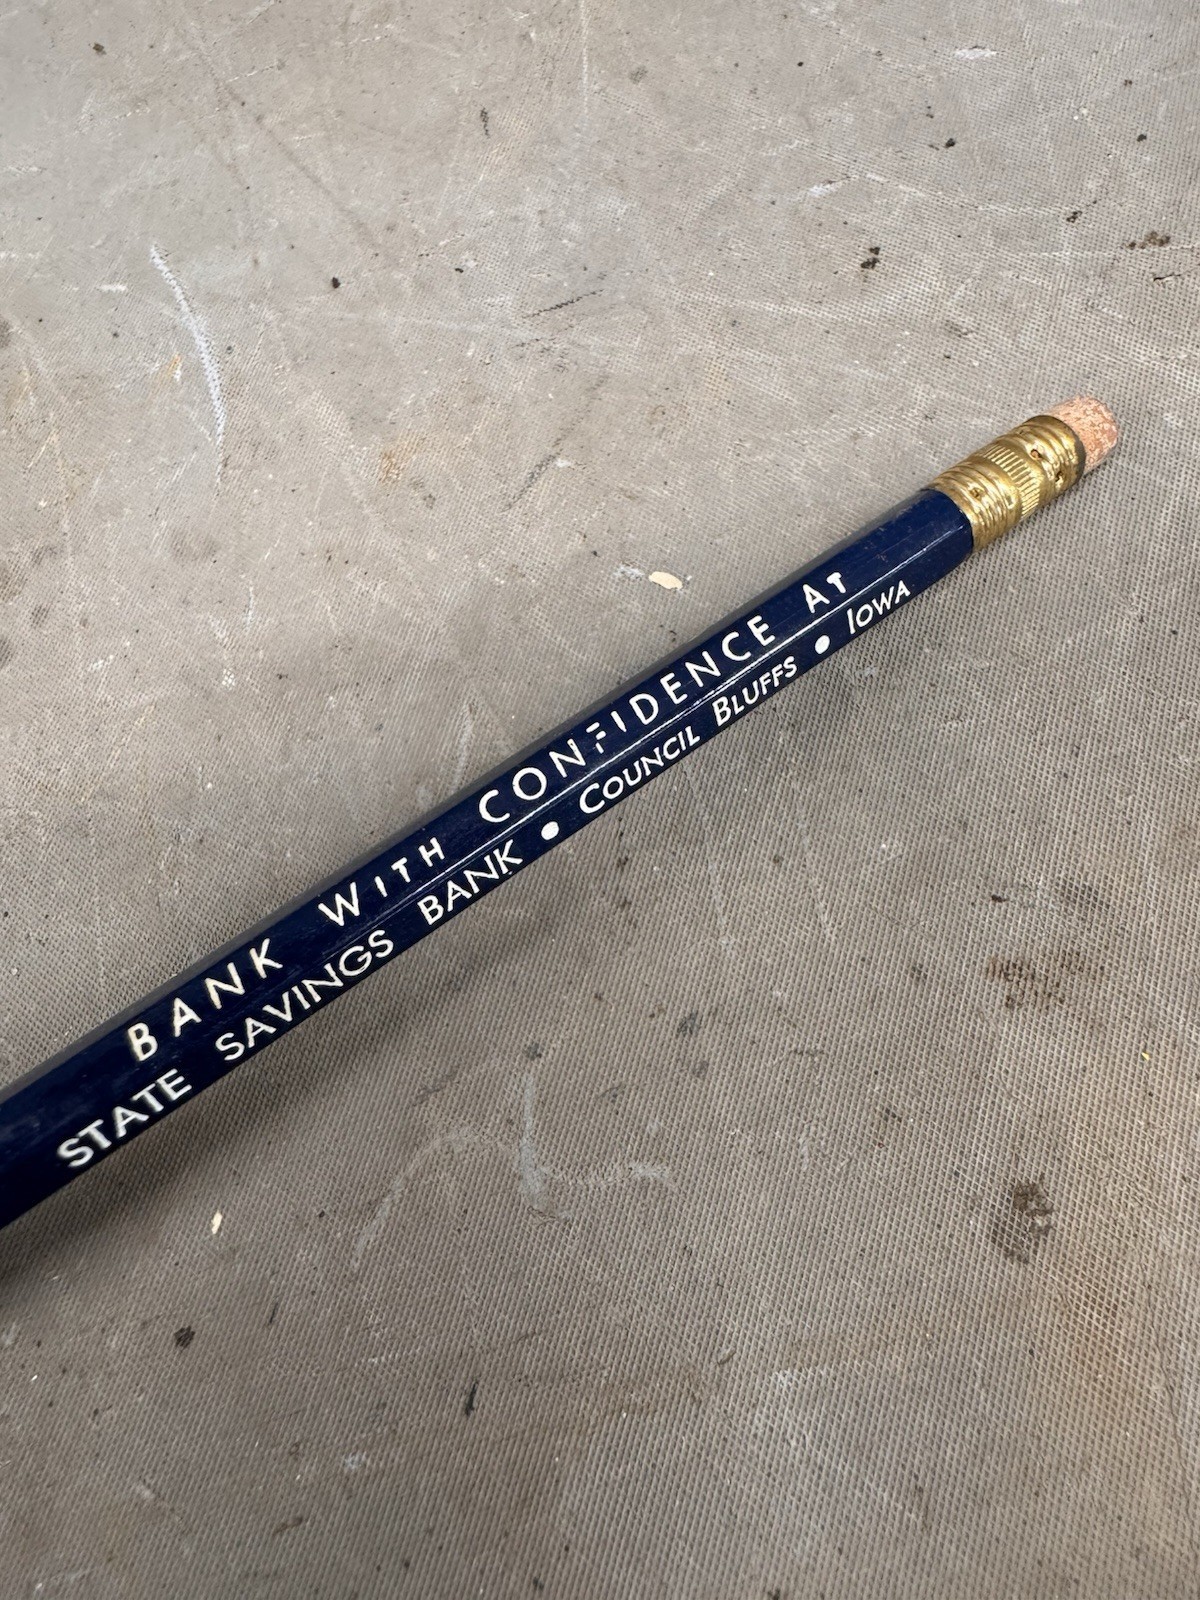 BANK WITH CONFIDENCE AT
STATE SAVINGS BANK • COUNCIL BLUFFS • IOWA